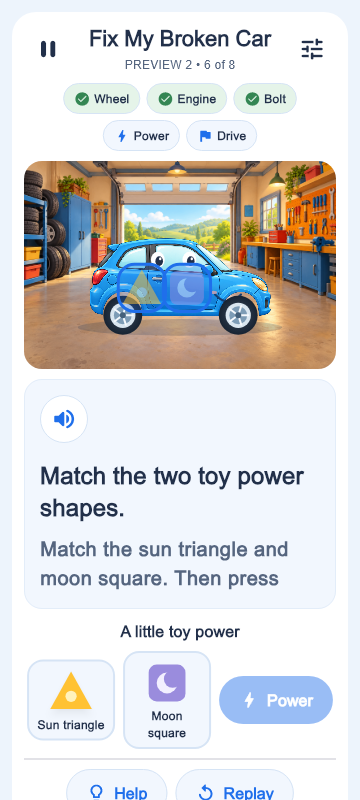 Fix My Broken Car
PREVIEW 2 • 6 of 8
Wheel
Engine
Bolt
Power
Drive
Match the two toy power
shapes.
Match the sun triangle and
moon square. Then press
A little toy power
Sun triangle
Moon
square
Power
Help
Replay